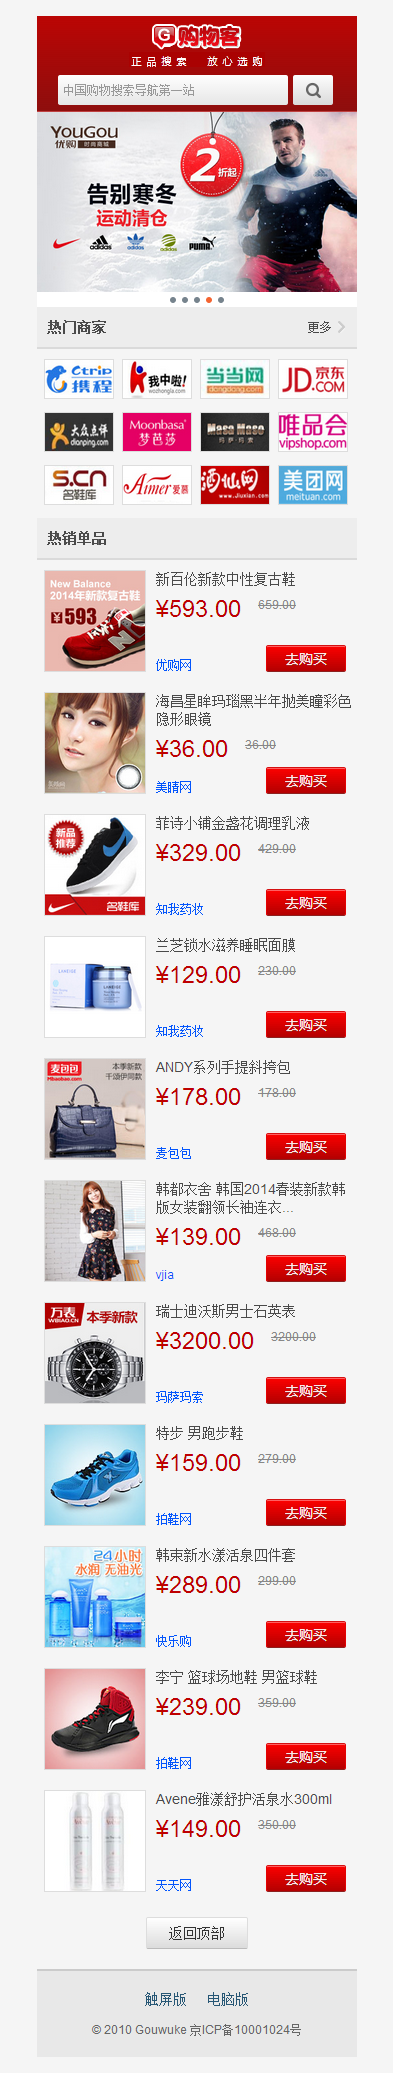 购物客
正品搜索 放心选购
中国购物搜索导航第一站
YouGou
优购 时尚商城
2折起
告别寒冬
运动清仓
adidas adidas adidas PUMA
热门商家
更多
Ctrip 携程
我中啦! wozhongla.com
当当网 dangdang.com
JD 京东 .COM
大众点评 dianping.com
Moonbasa 梦芭莎
Masa Maso 玛萨·玛索
唯品会 vipshop.com
S.CN 名鞋库
Aimer 爱慕
酒仙网 www.Jiuxian.com
美团网 meituan.com
热销单品
New Balance
2014年新款复古鞋
¥593
新百伦新款中性复古鞋
¥593.00 659.00
优购网 去购买
海昌星眸玛瑙黑半年抛美瞳彩色
隐形眼镜
¥36.00 36.00
美睛网 去购买
新品
推荐
名鞋库
菲诗小铺金盏花调理乳液
¥329.00 429.00
知我药妆 去购买
LANEIGE
兰芝锁水滋养睡眠面膜
¥129.00 230.00
知我药妆 去购买
麦包包
Mbaobao.com
本季新款
千颂伊同款
ANDY系列手提斜挎包
¥178.00 178.00
麦包包 去购买
韩都衣舍 韩国2014春装新款韩
版女装翻领长袖连衣...
¥139.00 468.00
vjia 去购买
万表
WBIAO.CN
本季新款
瑞士迪沃斯男士石英表
¥3200.00 3200.00
玛萨玛索 去购买
特步 男跑步鞋
¥159.00 279.00
拍鞋网 去购买
24小时
水润 无油光
韩束新水漾活泉四件套
¥289.00 299.00
快乐购 去购买
李宁 篮球场地鞋 男篮球鞋
¥239.00 359.00
拍鞋网 去购买
Avene雅漾舒护活泉水300ml
¥149.00 350.00
天天网 去购买
返回顶部
触屏版 电脑版
© 2010 Gouwuke 京ICP备10001024号